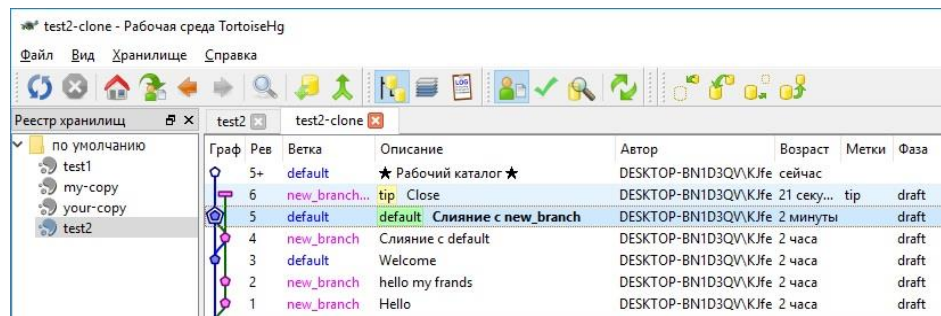 test2-clone - Рабочая среда TortoiseHg
Файл Вид Хранилище Справка
LOG
Реестр хранилищ
test2 test2-clone
по умолчанию
test1
my-copy
your-copy
test2
Граф Рев Ветка Описание Автор Возраст Метки Фаза
5+ default ★ Рабочий каталог ★ DESKTOP-BN1D3QV\KJfe сейчас
6 new_branch... tip Close DESKTOP-BN1D3QV\KJfe 21 секу... tip draft
5 default default Слияние с new_branch DESKTOP-BN1D3QV\KJfe 2 минуты draft
4 new_branch Слияние с default DESKTOP-BN1D3QV\KJfe 2 часа draft
3 default Welcome DESKTOP-BN1D3QV\KJfe 2 часа draft
2 new_branch hello my frands DESKTOP-BN1D3QV\KJfe 2 часа draft
1 new_branch Hello DESKTOP-BN1D3QV\KJfe 2 часа draft